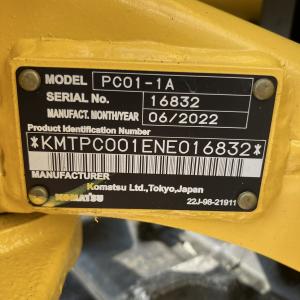 MODEL PC01-1A
SERIAL No. 16832
MANUFACT. MONTH/YEAR 06/2022
Product Identification Number
*KMTPC001ENE016832*
MANUFACTURER
Komatsu Ltd.,Tokyo,Japan
KOMATSU
22J-98-21911